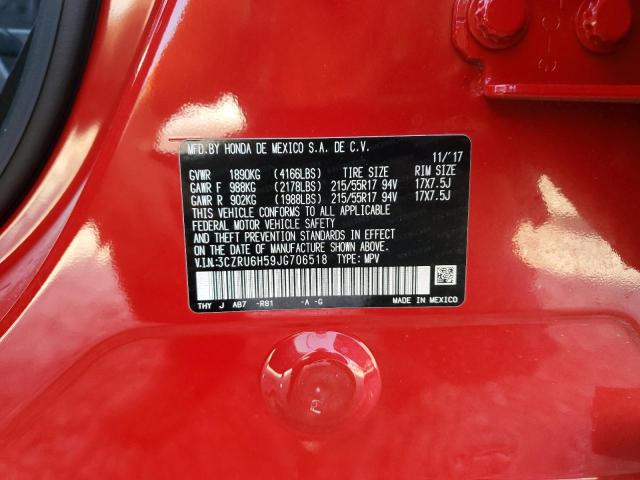 MFD.BY HONDA DE MEXICO S.A. DE C.V.
11/'17
GVWR 1890KG (4166LBS) TIRE SIZE RIM SIZE
GAWR F 988KG (2178LBS) 215/55R17 94V 17X7.5J
GAWR R 902KG (1988LBS) 215/55R17 94V 17X7.5J
THIS VEHICLE CONFORMS TO ALL APPLICABLE
FEDERAL MOTOR VEHICLE SAFETY
AND THEFT PREVENTION STANDARDS IN EFFECT
ON THE DATE OF MANUFACTURE SHOWN ABOVE.
V.I.N:3CZRU6H59JG706518 TYPE: MPV
THY J AB7 -R81 -A -G MADE IN MEXICO